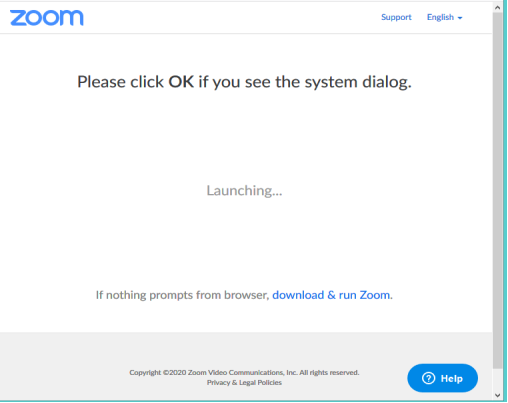 zoom
Support English
Please click OK if you see the system dialog.
Launching...
If nothing prompts from browser, download & run Zoom.
Copyright ©2020 Zoom Video Communications, Inc. All rights reserved.
Privacy & Legal Policies
Help